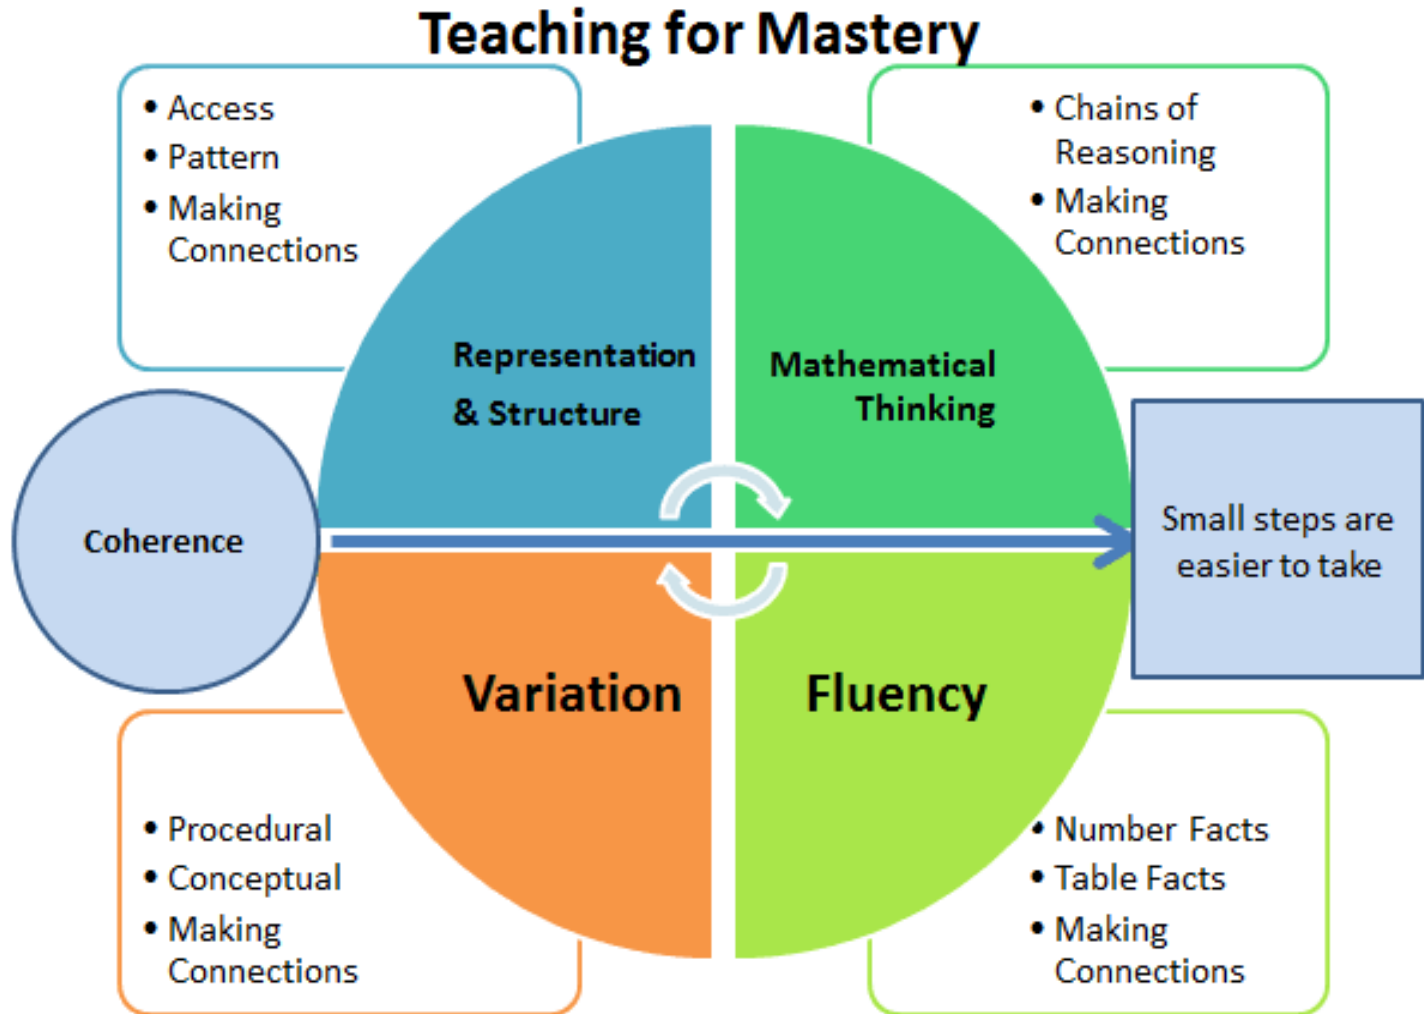 Teaching for Mastery
• Access
• Pattern
• Making
Connections
• Chains of
Reasoning
• Making
Connections
Representation
& Structure
Mathematical
Thinking
Coherence
Small steps are
easier to take
Variation
Fluency
• Procedural
• Conceptual
• Making
Connections
• Number Facts
• Table Facts
• Making
Connections